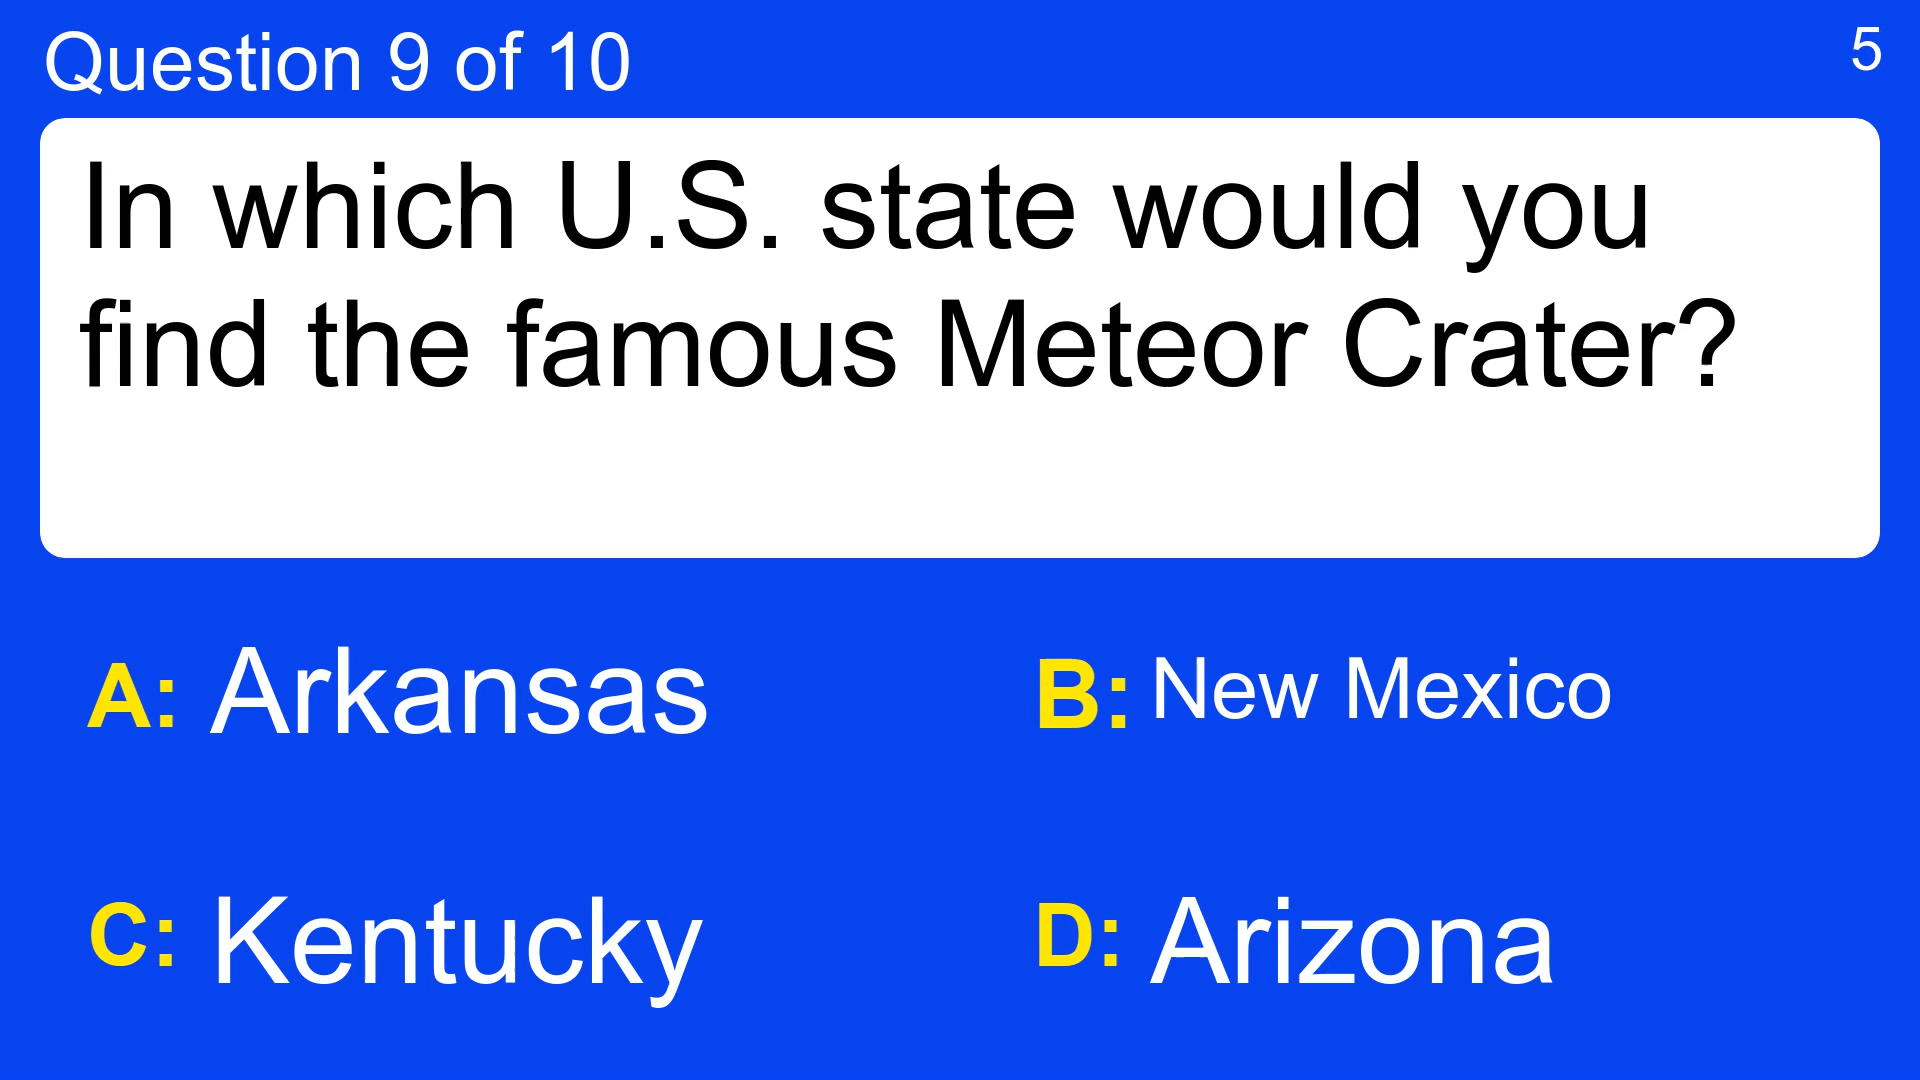 Question 9 of 10
5
In which U.S. state would you
find the famous Meteor Crater?
A: Arkansas
B: New Mexico
C: Kentucky
D: Arizona